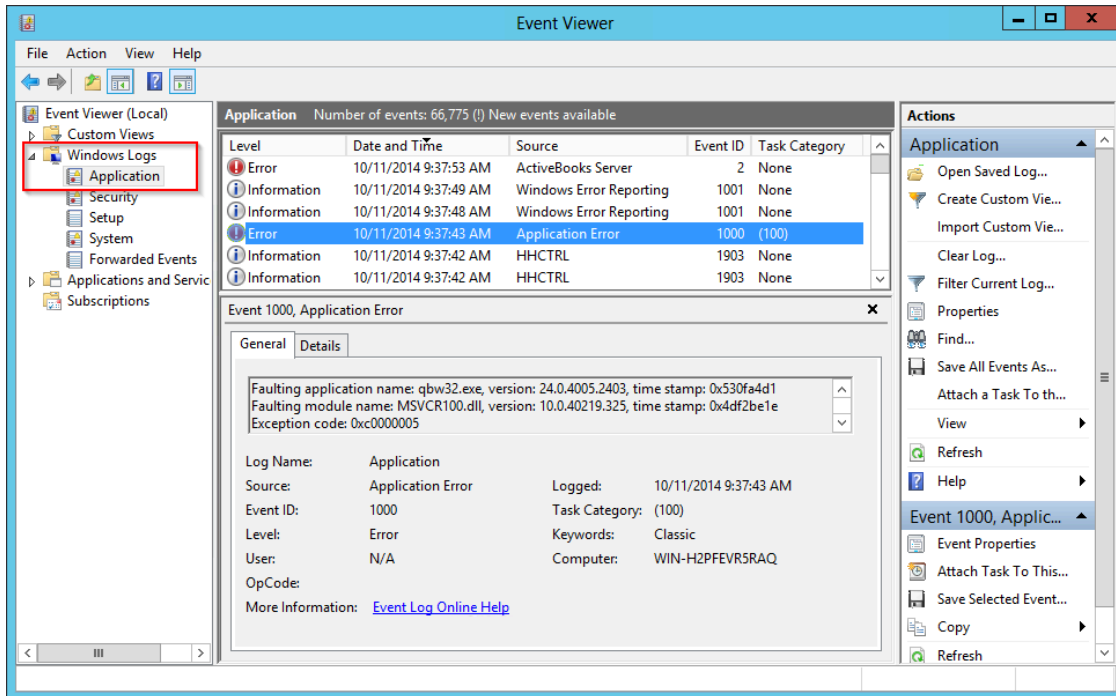 Event Viewer
File Action View Help
Event Viewer (Local)
Custom Views
Windows Logs
Application
Security
Setup
System
Forwarded Events
Applications and Servic
Subscriptions
Application Number of events: 66,775 (!) New events available
Level Date and Time Source Event ID Task Category
Error 10/11/2014 9:37:53 AM ActiveBooks Server 2 None
Information 10/11/2014 9:37:49 AM Windows Error Reporting 1001 None
Information 10/11/2014 9:37:48 AM Windows Error Reporting 1001 None
Error 10/11/2014 9:37:43 AM Application Error 1000 (100)
Information 10/11/2014 9:37:42 AM HHCTRL 1903 None
Information 10/11/2014 9:37:42 AM HHCTRL 1903 None
Event 1000, Application Error
General Details
Faulting application name: qbw32.exe, version: 24.0.4005.2403, time stamp: 0x530fa4d1
Faulting module name: MSVCR100.dll, version: 10.0.40219.325, time stamp: 0x4df2be1e
Exception code: 0xc0000005
Log Name: Application
Source: Application Error Logged: 10/11/2014 9:37:43 AM
Event ID: 1000 Task Category: (100)
Level: Error Keywords: Classic
User: N/A Computer: WIN-H2PFEVR5RAQ
OpCode:
More Information: Event Log Online Help
Actions
Application
Open Saved Log...
Create Custom Vie...
Import Custom Vie...
Clear Log...
Filter Current Log...
Properties
Find...
Save All Events As...
Attach a Task To th...
View
Refresh
Help
Event 1000, Applic...
Event Properties
Attach Task To This...
Save Selected Event...
Copy
Refresh